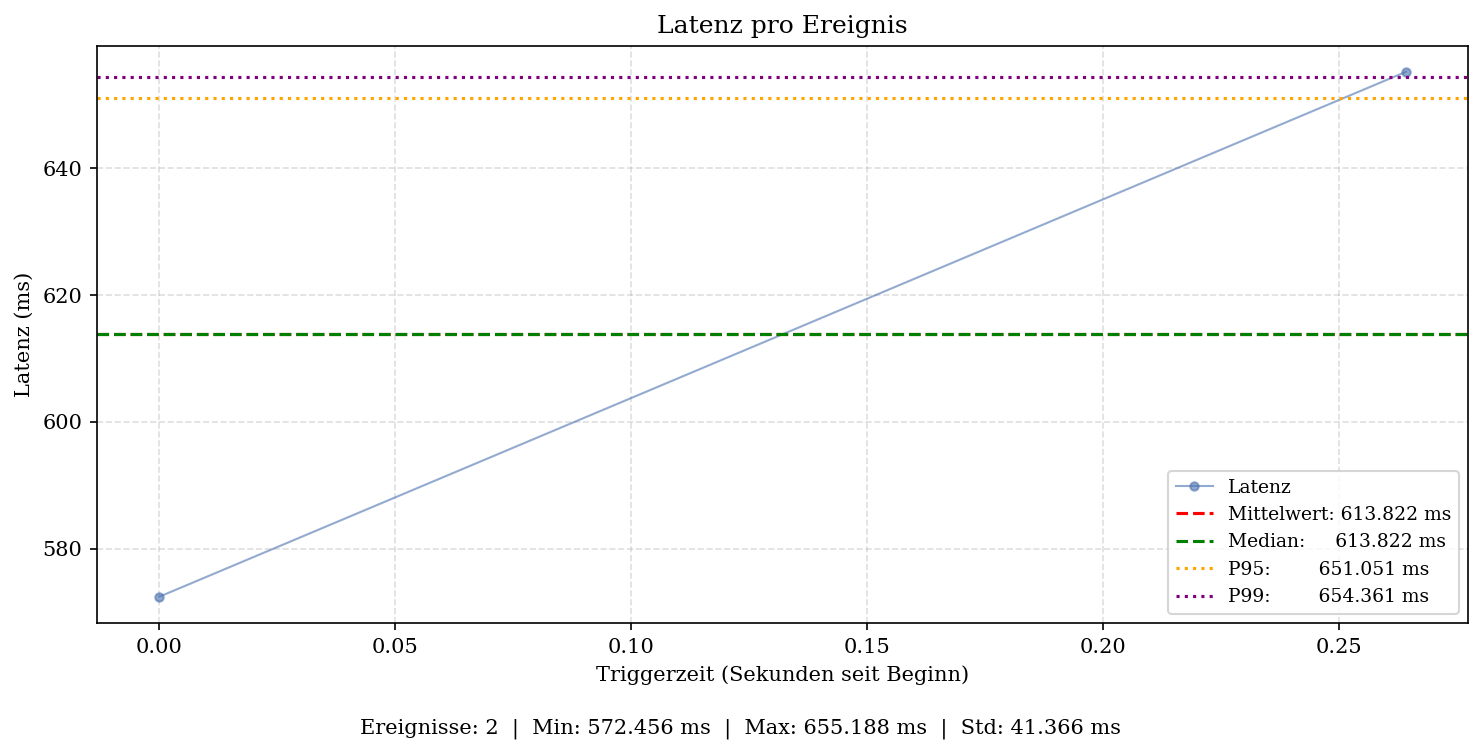 Latenz pro Ereignis
Latenz (ms)
640
620
600
580
0.00 0.05 0.10 0.15 0.20 0.25
Triggerzeit (Sekunden seit Beginn)
Latenz
Mittelwert: 613.822 ms
Median: 613.822 ms
P95: 651.051 ms
P99: 654.361 ms
Ereignisse: 2 | Min: 572.456 ms | Max: 655.188 ms | Std: 41.366 ms